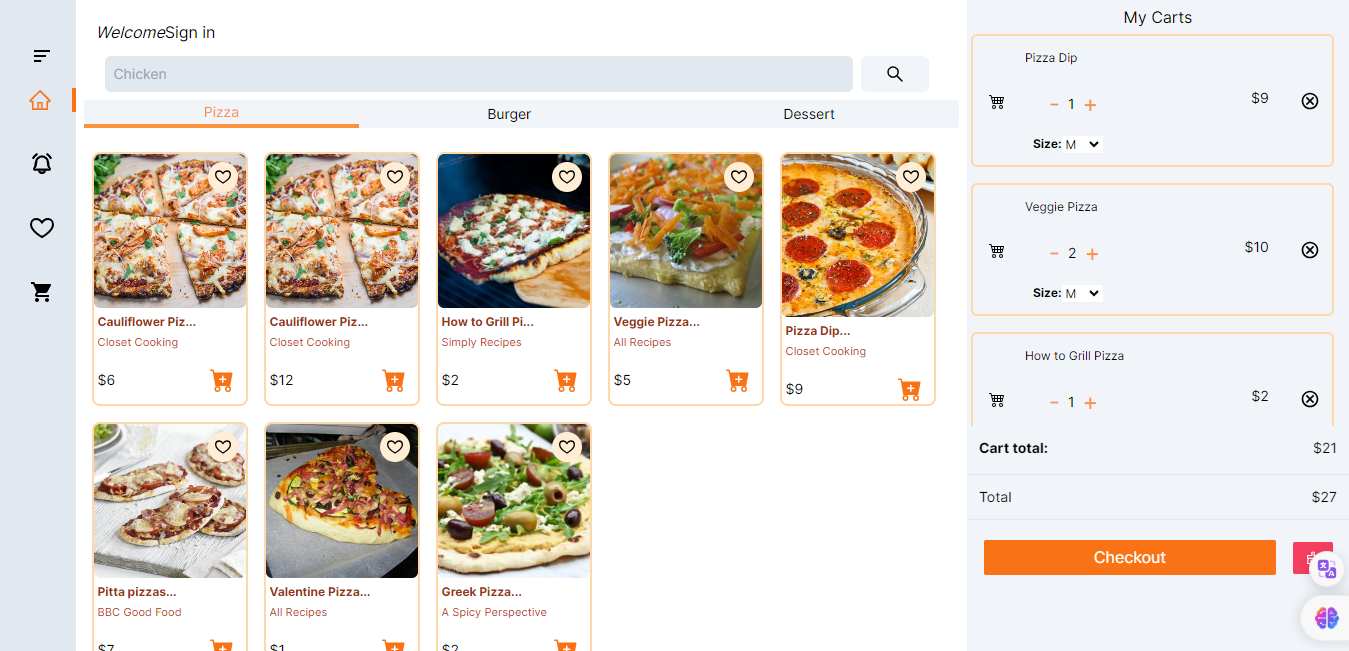 WelcomeSign in
Chicken
Pizza Burger Dessert
Cauliflower Piz...
Closet Cooking
$6
Cauliflower Piz...
Closet Cooking
$12
How to Grill Pi...
Simply Recipes
$2
Veggie Pizza...
All Recipes
$5
Pizza Dip...
Closet Cooking
$9
Pitta pizzas...
BBC Good Food
$7
Valentine Pizza...
All Recipes
$1
Greek Pizza...
A Spicy Perspective
$2
My Carts
Pizza Dip
− 1 + $9
Size: M
Veggie Pizza
− 2 + $10
Size: M
How to Grill Pizza
− 1 + $2
Cart total: $21
Total $27
Checkout